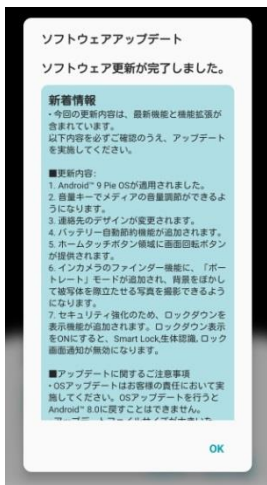 ソフトウェアアップデート
ソフトウェア更新が完了しました。
新着情報
・今回の更新内容は、最新機能と機能拡張が
含まれています。
以下内容を必ずご確認のうえ、アップデート
を実施してください。
■更新内容:
1. Android™ 9 Pie OSが適用されました。
2. 音量キーでメディアの音量調節ができるよ
うになります。
3. 連絡先のデザインが変更されます。
4. バッテリー自動節約機能が追加されます。
5. ホームタッチボタン領域に画面回転ボタン
が提供されます。
6. インカメラのファインダー機能に、「ポー
トレート」モードが追加され、背景をぼかし
て被写体を際立たせる写真を撮影できるよう
になります。
7. セキュリティ強化のため、ロックダウンを
表示機能が追加されます。ロックダウン表示
をONにすると、Smart Lock,生体認識, ロック
画面通知が無効になります。
■アップデートに関するご注意事項
・OSアップデートはお客様の責任において実
施してください。OSアップデートを行うと
Android™ 8.0に戻すことはできません。
OK